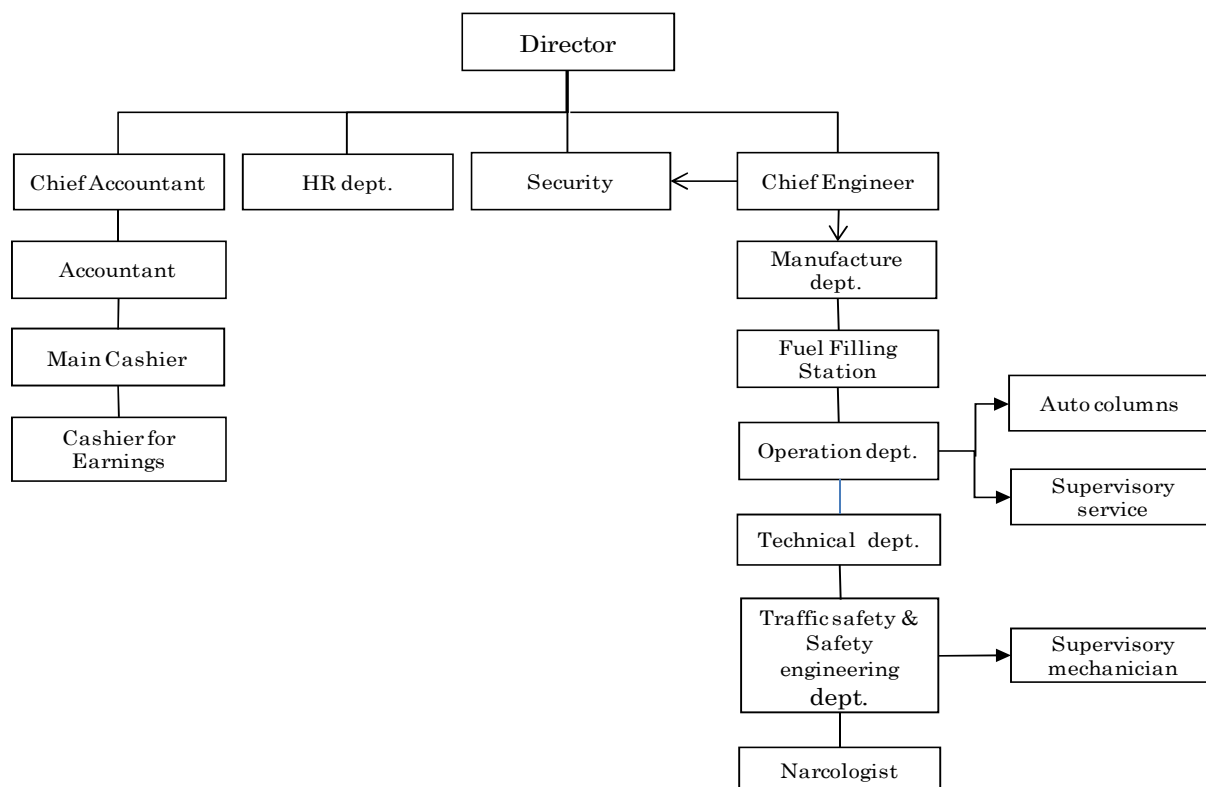 Director
Chief Accountant
HR dept.
Security
Chief Engineer
Accountant
Manufacture
dept.
Main Cashier
Fuel Filling
Station
Auto columns
Cashier for
Earnings
Operation dept.
Supervisory
service
Technical dept.
Traffic safety &
Safety
engineering
dept.
Supervisory
mechanician
Narcologist